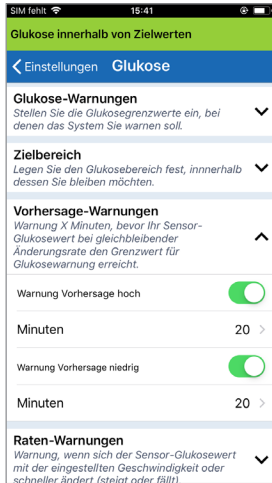 SIM fehlt 15:41
Glukose innerhalb von Zielwerten
Einstellungen Glukose
Glukose-Warnungen
Stellen Sie die Glukosegrenzwerte ein, bei
denen das System Sie warnen soll.
Zielbereich
Legen Sie den Glukosebereich fest, innnerhalb
dessen Sie bleiben möchten.
Vorhersage-Warnungen
Warnung X Minuten, bevor Ihr Sensor-
Glukosewert bei gleichbleibender
Änderungsrate den Grenzwert für
Glukosewarnung erreicht.
Warnung Vorhersage hoch
Minuten 20
Warnung Vorhersage niedrig
Minuten 20
Raten-Warnungen
Warnung, wenn sich der Sensor-Glukosewert
mit der eingestellten Geschwindigkeit oder
schneller ändert (steigt oder fällt).